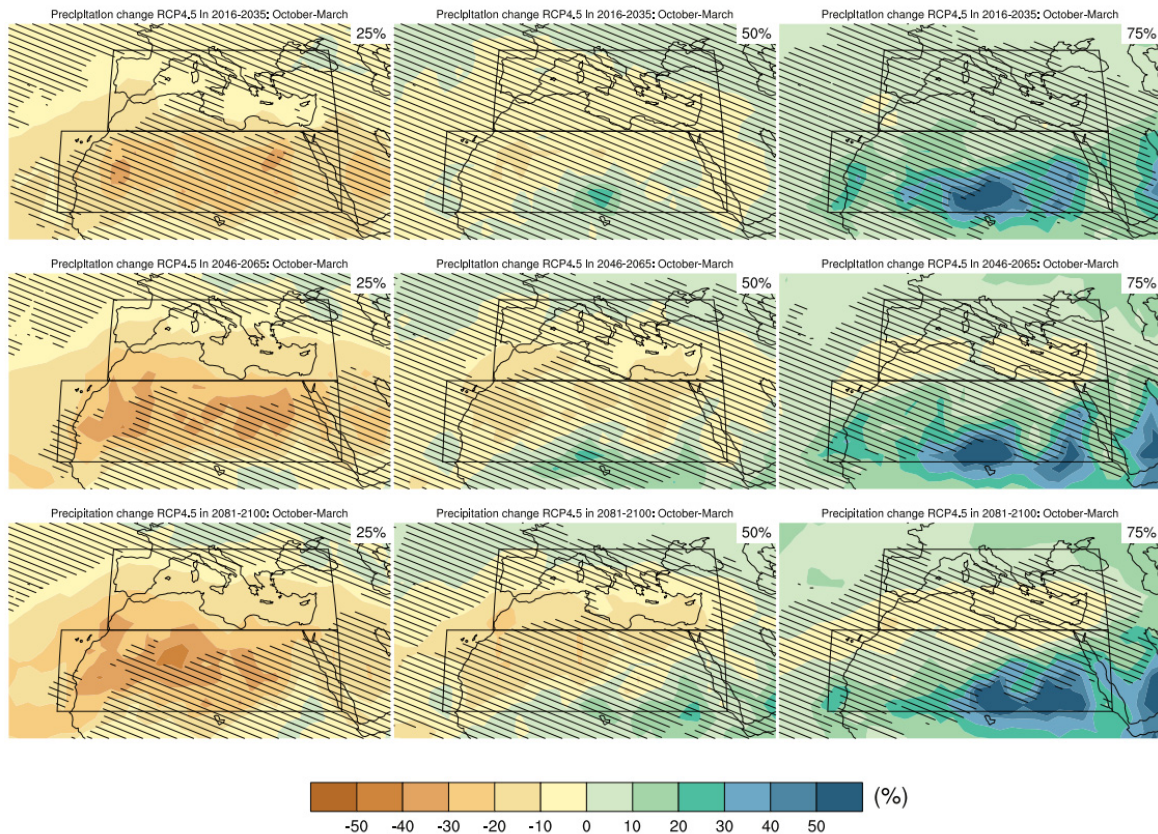 Precipitation change RCP4.5 in 2016-2035: October-March
25%
Precipitation change RCP4.5 in 2016-2035: October-March
50%
Precipitation change RCP4.5 in 2016-2035: October-March
75%
Precipitation change RCP4.5 in 2046-2065: October-March
25%
Precipitation change RCP4.5 in 2046-2065: October-March
50%
Precipitation change RCP4.5 in 2046-2065: October-March
75%
Precipitation change RCP4.5 in 2081-2100: October-March
25%
Precipitation change RCP4.5 in 2081-2100: October-March
50%
Precipitation change RCP4.5 in 2081-2100: October-March
75%
(%)
-50 -40 -30 -20 -10 0 10 20 30 40 50